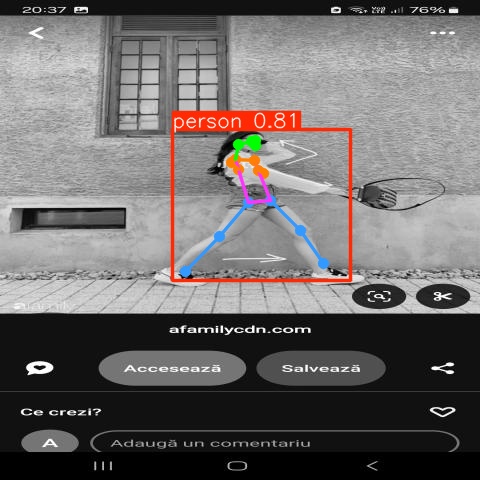 20:37
76%
person 0.81
afamily
afamilycdn.com
Accesează
Salvează
Ce crezi?
A
Adaugă un comentariu